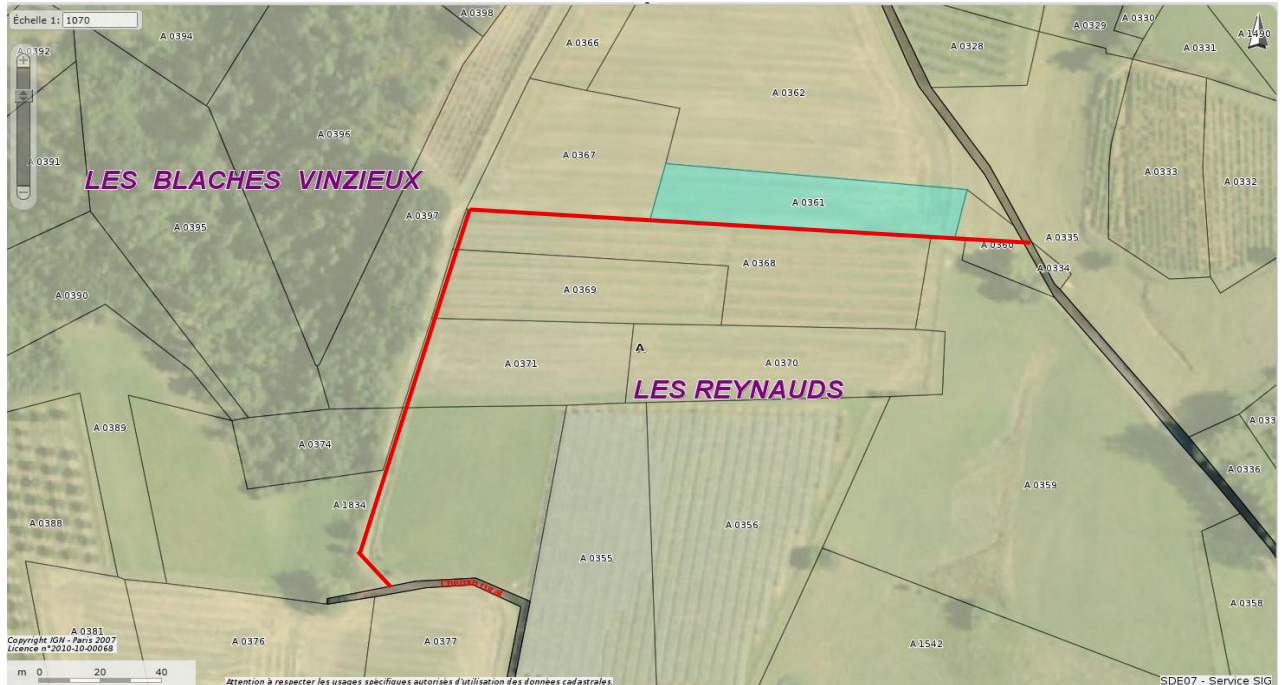 Échelle 1: 1070
A 0398
A 0329
A 0330
A 0394
A 0366
A 0328
A 0331
A 1490
A 0392
A 0362
A 0396
A 0391
A 0367
A 0333
A 0332
LES BLACHES VINZIEUX
A 0361
A 0397
A 0395
A 0335
A 0360
A 0368
A 0334
A 0390
A 0369
A
A 0371
A 0370
LES REYNAUDS
A 033
A 0389
A 0374
A 0336
A 0359
A 1834
A 0388
A 0356
A 0355
Chemin rural
A 0358
A 0381
A 0376
A 0377
A 1542
Copyright IGN - Paris 2007
Licence n°2010-10-00068
m 0 20 40
Attention à respecter les usages spécifiques autorisés d'utilisation des données cadastrales.
SDE07 - Service SIG